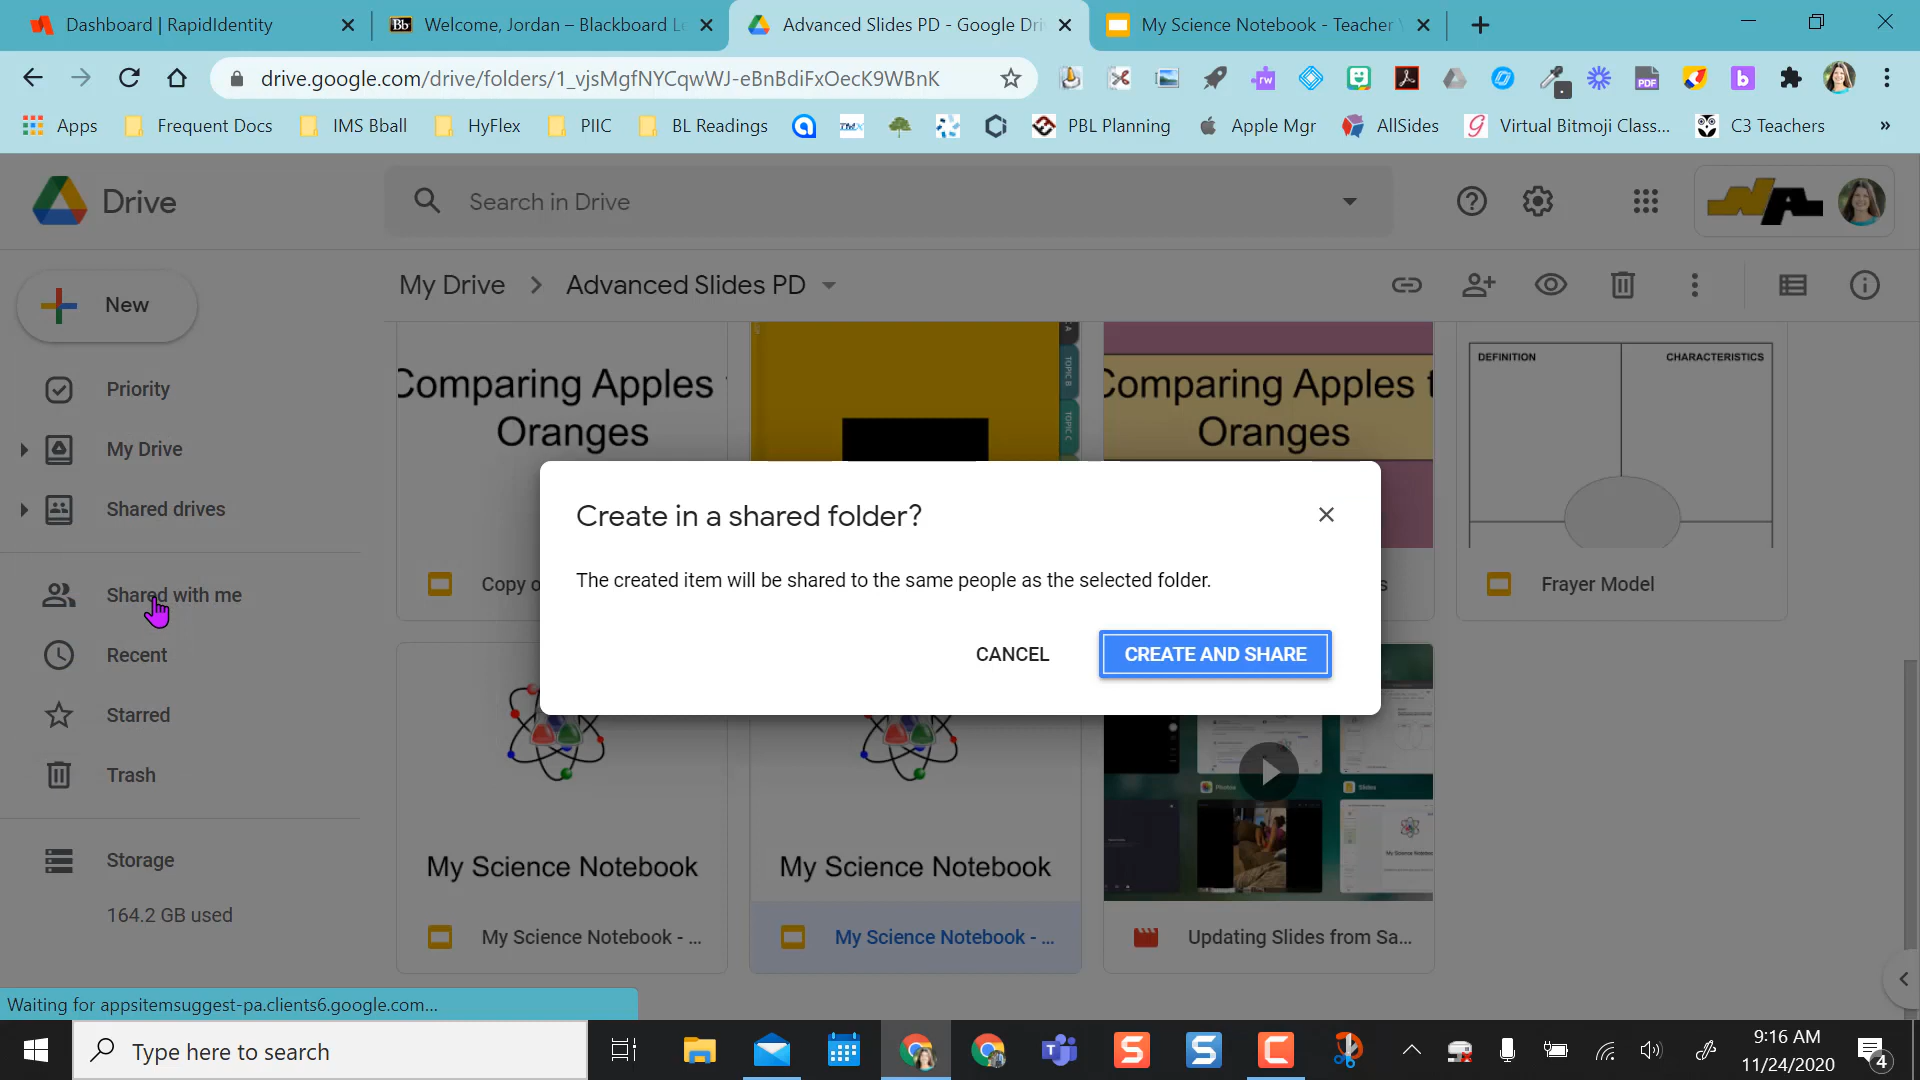 Dashboard | RapidIdentity
Welcome, Jordan – Blackboard Le
Advanced Slides PD - Google Dri
My Science Notebook - Teacher
drive.google.com/drive/folders/1_vjsMgfNYCqwWJ-eBnBdiFxOecK9WBnK
Apps
Frequent Docs
IMS Bball
HyFlex
PIIC
BL Readings
PBL Planning
Apple Mgr
AllSides
Virtual Bitmoji Class...
C3 Teachers
»
Drive
Search in Drive
New
My Drive > Advanced Slides PD
Priority
My Drive
Shared drives
Shared with me
Recent
Starred
Trash
Storage
164.2 GB used
Comparing Apples
Oranges
TOPIC B
TOPIC C
Comparing Apples t
Oranges
DEFINITION
CHARACTERISTICS
Copy o
s
Frayer Model
Create in a shared folder?
The created item will be shared to the same people as the selected folder.
CANCEL
CREATE AND SHARE
My Science Notebook
My Science Notebook
My Science Notebook - ...
My Science Notebook - ...
Updating Slides from Sa...
Waiting for appsitemsuggest-pa.clients6.google.com...
Type here to search
9:16 AM
11/24/2020
4